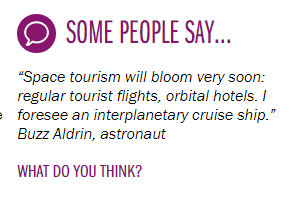 SOME PEOPLE SAY...
“Space tourism will bloom very soon:
regular tourist flights, orbital hotels. I
foresee an interplanetary cruise ship.”
Buzz Aldrin, astronaut
WHAT DO YOU THINK?